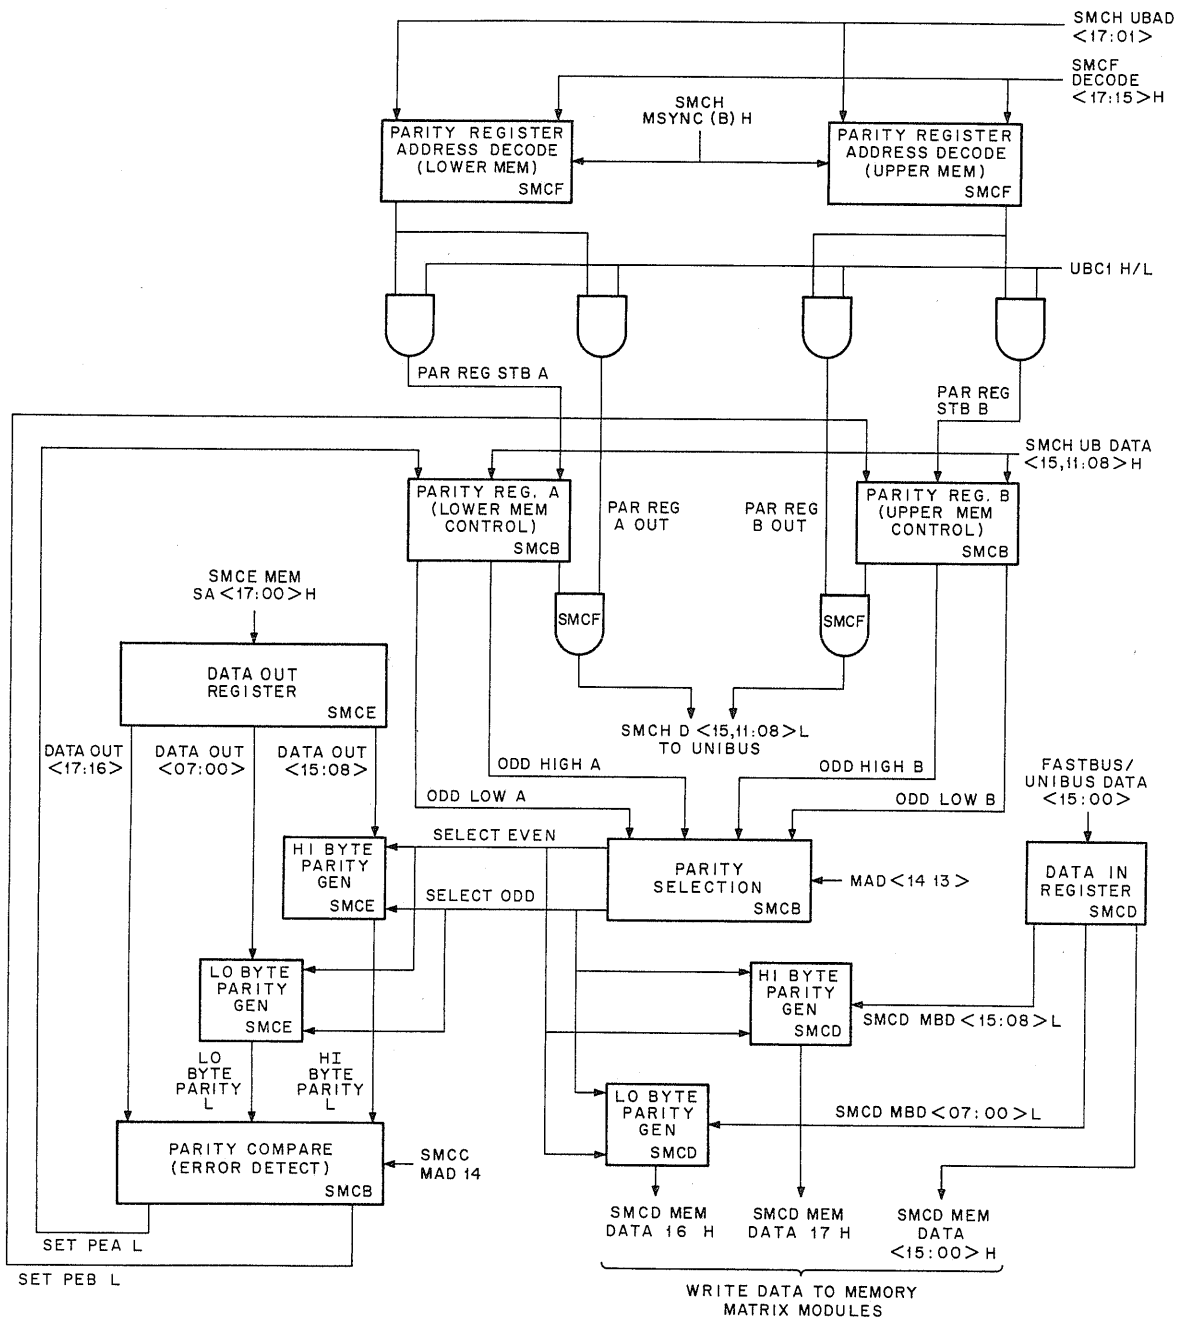 SMCH UBAD
<17:01>
SMCF
DECODE
<17:15>H
SMCH
MSYNC (B) H
PARITY REGISTER
ADDRESS DECODE
(LOWER MEM)
SMCF
PARITY REGISTER
ADDRESS DECODE
(UPPER MEM)
SMCF
UBC1 H/L
PAR REG STB A
PAR REG
STB B
SMCH UB DATA
<15,11:08>H
PARITY REG. A
(LOWER MEM
CONTROL)
SMCB
PAR REG
A OUT
PAR REG
B OUT
PARITY REG. B
(UPPER MEM
CONTROL)
SMCB
SMCE MEM
SA<17:00>H
SMCF
SMCF
DATA OUT
REGISTER
SMCE
SMCH D <15,11:08>L
TO UNIBUS
DATA OUT
<17:16>
DATA OUT
<07:00>
DATA OUT
<15:08>
ODD HIGH A
ODD HIGH B
FASTBUS/
UNIBUS DATA
<15:00>
ODD LOW A
ODD LOW B
SELECT EVEN
HI BYTE
PARITY
GEN
SMCE
PARITY
SELECTION
SMCB
MAD<14 13>
DATA IN
REGISTER
SMCD
SELECT ODD
LO BYTE
PARITY
GEN
SMCE
HI BYTE
PARITY
GEN
SMCD
SMCD MBD<15:08>L
LO
BYTE
PARITY
L
HI
BYTE
PARITY
L
LO BYTE
PARITY
GEN
SMCD
SMCD MBD<07:00>L
PARITY COMPARE
(ERROR DETECT)
SMCB
SMCC
MAD 14
SMCD MEM
DATA 16 H
SMCD MEM
DATA 17 H
SMCD MEM
DATA
<15:00>H
SET PEA L
SET PEB L
WRITE DATA TO MEMORY
MATRIX MODULES